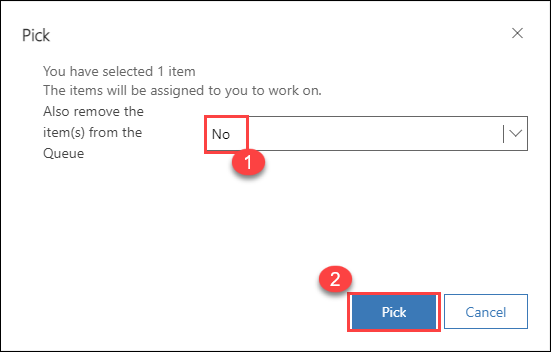 Pick
You have selected 1 item
The items will be assigned to you to work on.
Also remove the
item(s) from the
Queue
No
1
2
Pick
Cancel